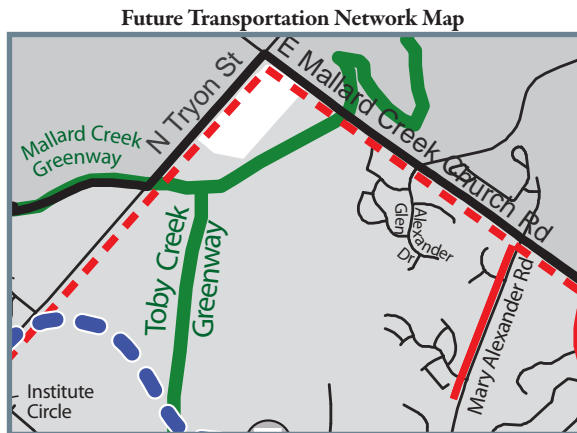 Future Transportation Network Map
N Tryon St
E Mallard Creek Church Rd
Mallard Creek
Greenway
Toby Creek
Greenway
Alexander
Glen
Dr
Mary Alexander Rd
Institute
Circle